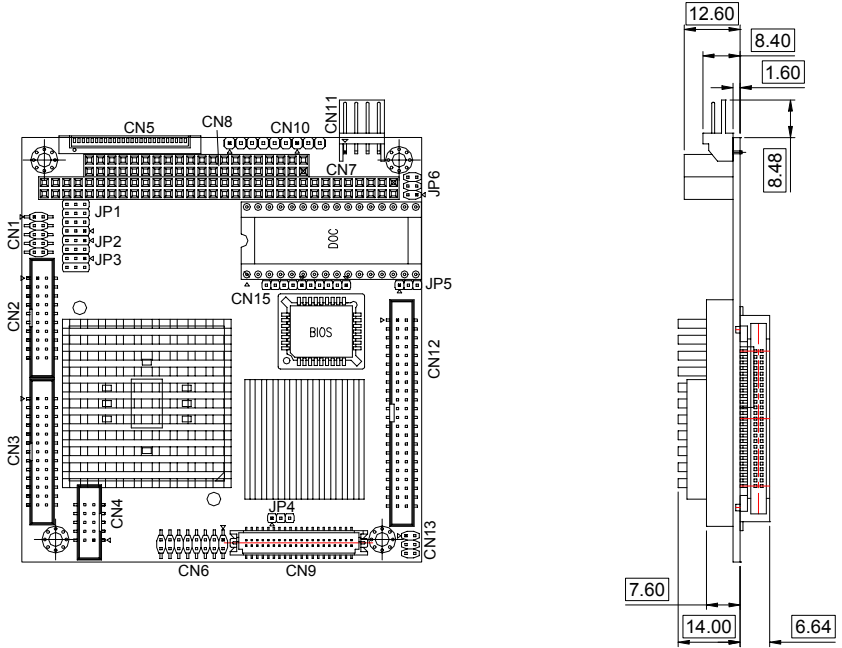 12.60
8.40
1.60
8.48
CN5
CN8
CN10
CN11
CN7
JP6
JP1
JP2
JP3
CN1
DOC
CN15
JP5
CN2
BIOS
CN12
CN3
CN4
JP4
CN13
CN6
CN9
7.60
14.00
6.64